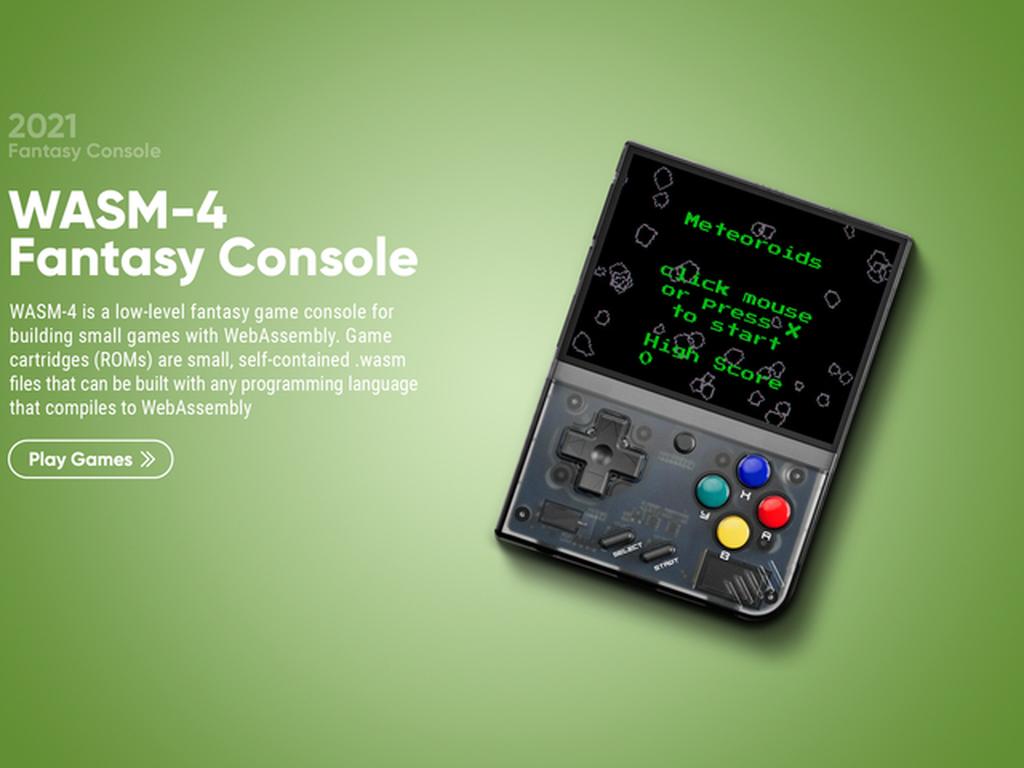 2021
Fantasy Console
WASM-4
Fantasy Console
WASM-4 is a low-level fantasy game console for
building small games with WebAssembly. Game
cartridges (ROMs) are small, self-contained .wasm
files that can be built with any programming language
that compiles to WebAssembly
Play Games
Meteoroids
click mouse
or press X
to start
High Score
0
X
Y
A
B
SELECT
START